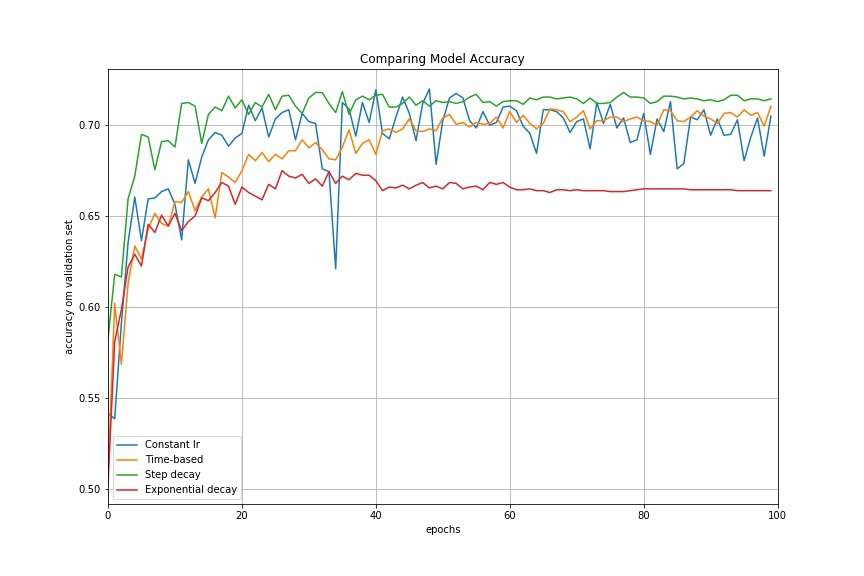 Comparing Model Accuracy
accuracy om validation set
0.70
0.65
0.60
0.55
0.50
Constant lr
Time-based
Step decay
Exponential decay
0 20 40 60 80 100
epochs